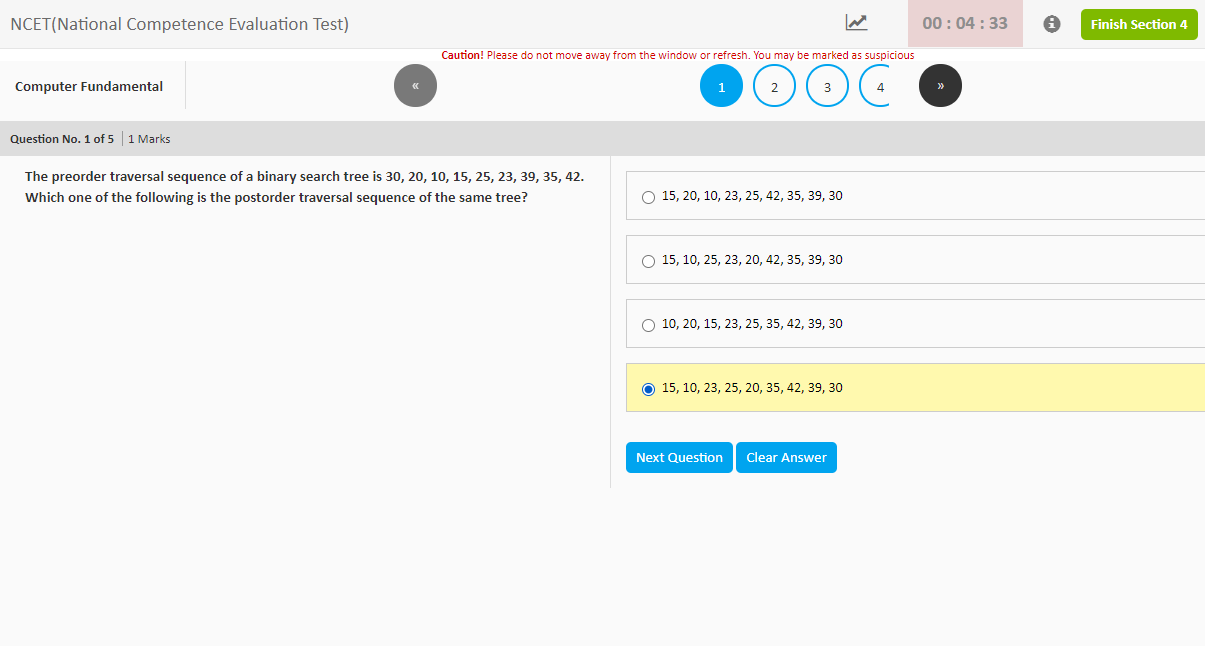 NCET(National Competence Evaluation Test)
00 : 04 : 33
Finish Section 4
Caution! Please do not move away from the window or refresh. You may be marked as suspicious
Computer Fundamental
«
1
2
3
4
»
Question No. 1 of 5
1 Marks
The preorder traversal sequence of a binary search tree is 30, 20, 10, 15, 25, 23, 39, 35, 42.
Which one of the following is the postorder traversal sequence of the same tree?
15, 20, 10, 23, 25, 42, 35, 39, 30
15, 10, 25, 23, 20, 42, 35, 39, 30
10, 20, 15, 23, 25, 35, 42, 39, 30
15, 10, 23, 25, 20, 35, 42, 39, 30
Next Question
Clear Answer